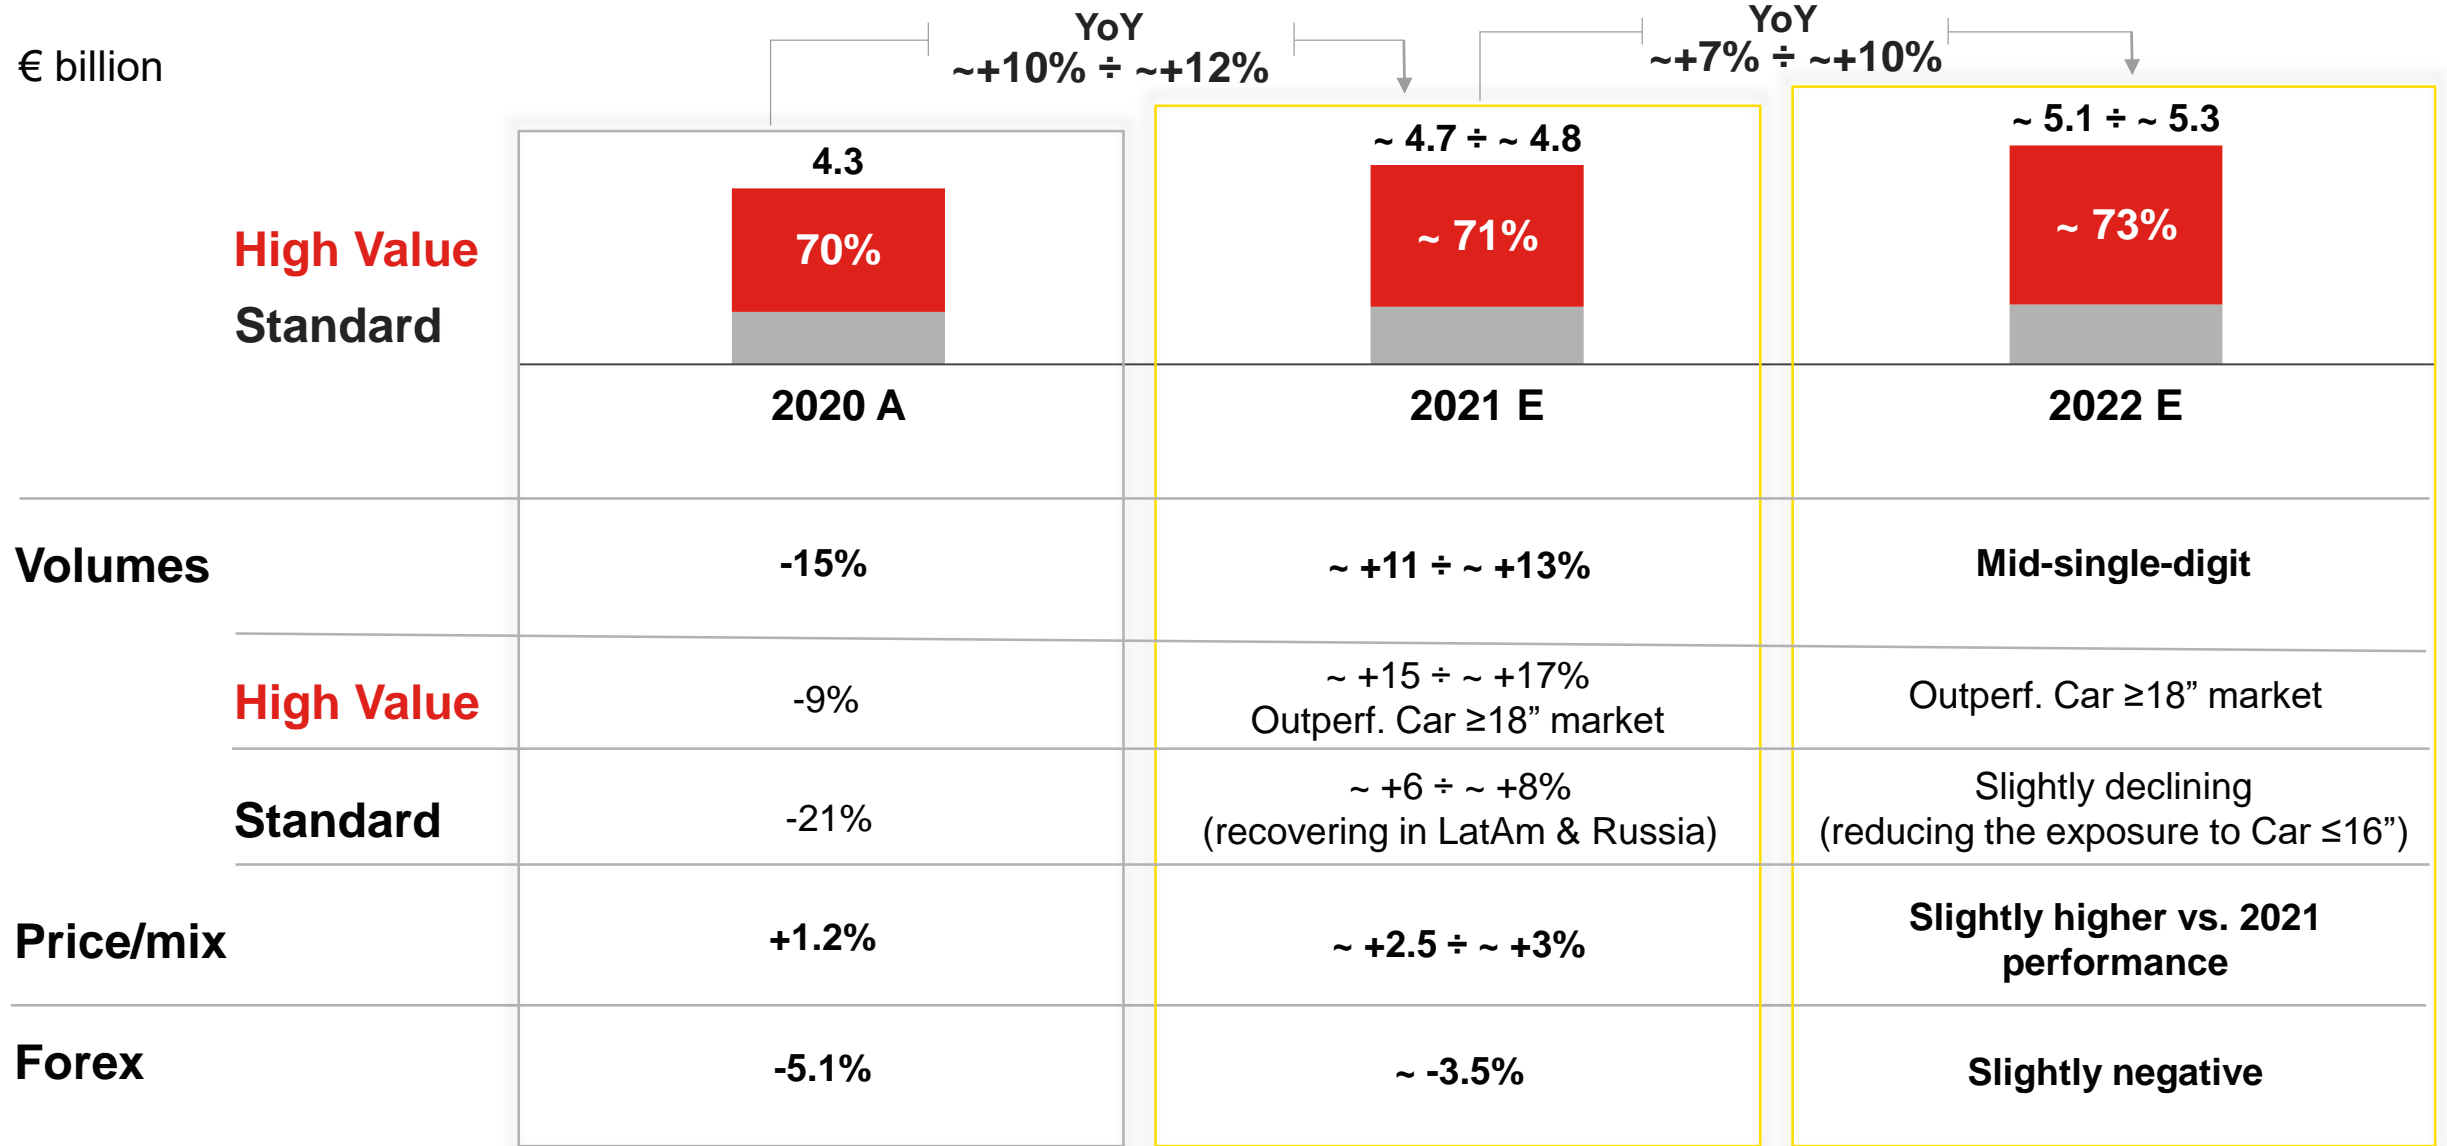 € billion
YoY
~+10% ÷ ~+12%
YoY
~+7% ÷ ~+10%
4.3
~ 4.7 ÷ ~ 4.8
~ 5.1 ÷ ~ 5.3
High Value
70%
~ 71%
~ 73%
Standard
2020 A
2021 E
2022 E
Volumes
-15%
~ +11 ÷ ~ +13%
Mid-single-digit
High Value
-9%
~ +15 ÷ ~ +17%
Outperf. Car ≥18” market
Outperf. Car ≥18” market
Standard
-21%
~ +6 ÷ ~ +8%
(recovering in LatAm & Russia)
Slightly declining
(reducing the exposure to Car ≤16”)
Price/mix
+1.2%
~ +2.5 ÷ ~ +3%
Slightly higher vs. 2021
performance
Forex
-5.1%
~ -3.5%
Slightly negative